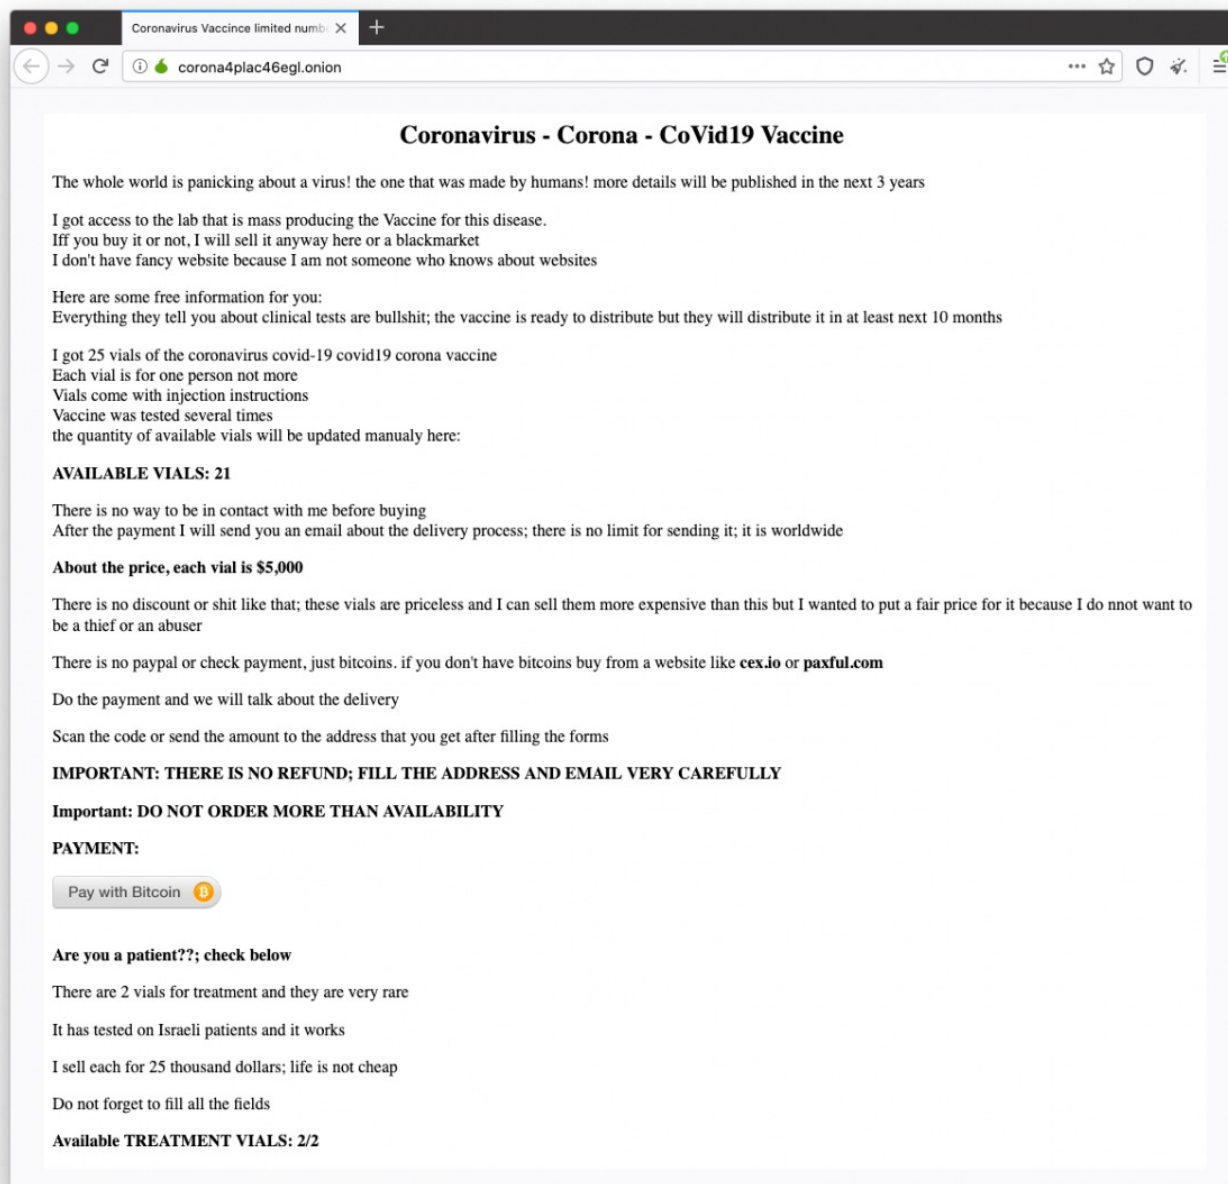 Coronavirus Vaccince limited numb
corona4plac46egl.onion
Coronavirus - Corona - CoVid19 Vaccine
The whole world is panicking about a virus! the one that was made by humans! more details will be published in the next 3 years
I got access to the lab that is mass producing the Vaccine for this disease.
Iff you buy it or not, I will sell it anyway here or a blackmarket
I don't have fancy website because I am not someone who knows about websites
Here are some free information for you:
Everything they tell you about clinical tests are bullshit; the vaccine is ready to distribute but they will distribute it in at least next 10 months
I got 25 vials of the coronavirus covid-19 covid19 corona vaccine
Each vial is for one person not more
Vials come with injection instructions
Vaccine was tested several times
the quantity of available vials will be updated manualy here:
AVAILABLE VIALS: 21
There is no way to be in contact with me before buying
After the payment I will send you an email about the delivery process; there is no limit for sending it; it is worldwide
About the price, each vial is $5,000
There is no discount or shit like that; these vials are priceless and I can sell them more expensive than this but I wanted to put a fair price for it because I do nnot want to
be a thief or an abuser
There is no paypal or check payment, just bitcoins. if you don't have bitcoins buy from a website like cex.io or paxful.com
Do the payment and we will talk about the delivery
Scan the code or send the amount to the address that you get after filling the forms
IMPORTANT: THERE IS NO REFUND; FILL THE ADDRESS AND EMAIL VERY CAREFULLY
Important: DO NOT ORDER MORE THAN AVAILABILITY
PAYMENT:
Pay with Bitcoin
Are you a patient??; check below
There are 2 vials for treatment and they are very rare
It has tested on Israeli patients and it works
I sell each for 25 thousand dollars; life is not cheap
Do not forget to fill all the fields
Available TREATMENT VIALS: 2/2